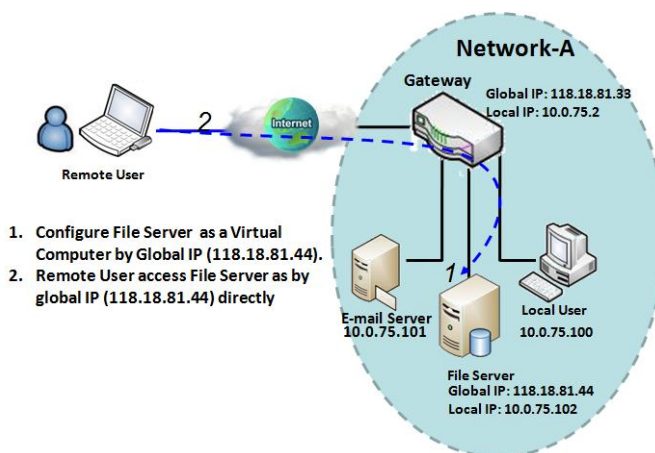 Network-A
Gateway
Global IP: 118.18.81.33
Local IP: 10.0.75.2
2
Internet
Remote User
1. Configure File Server as a Virtual
Computer by Global IP (118.18.81.44).
2. Remote User access File Server as by
global IP (118.18.81.44) directly
1
E-mail Server
10.0.75.101
Local User
10.0.75.100
File Server
Global IP: 118.18.81.44
Local IP: 10.0.75.102